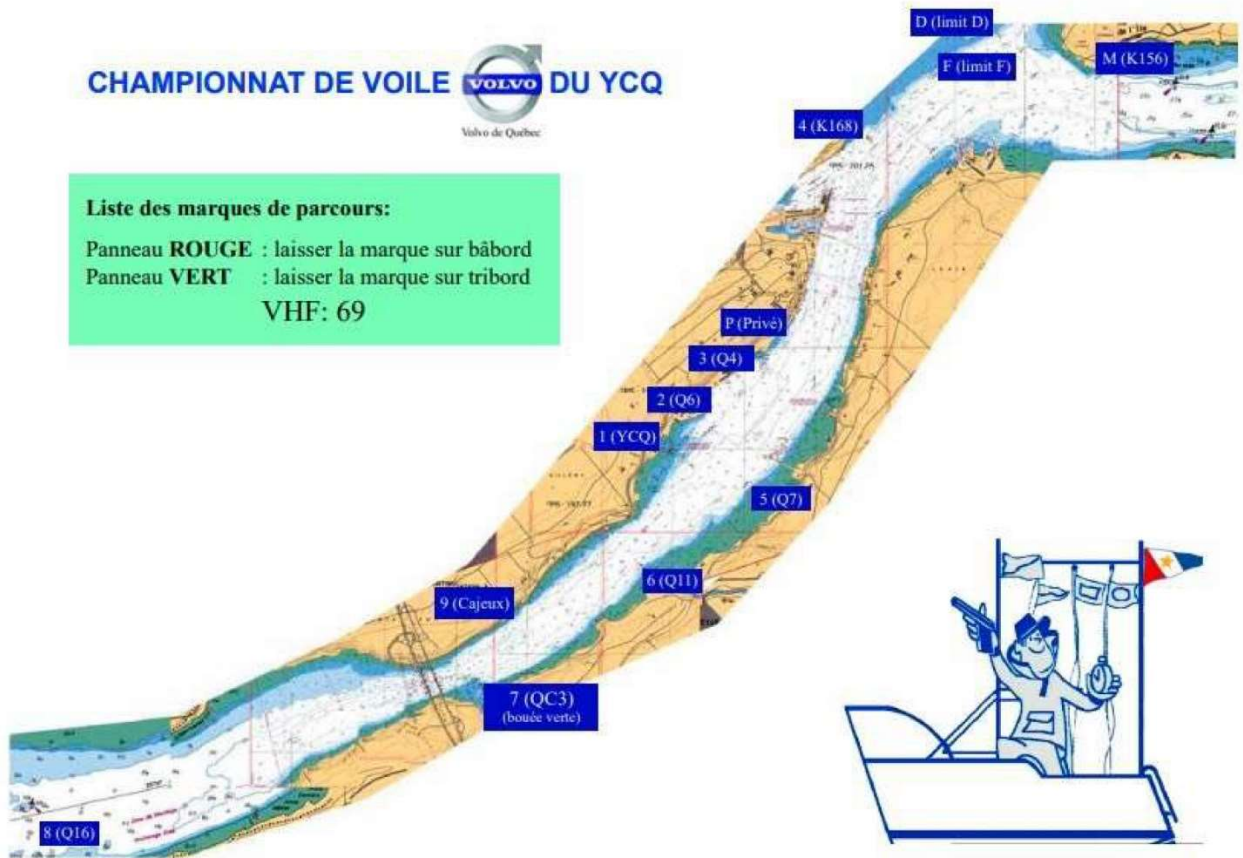 D (limit D)
F (limit F)
M (K156)
CHAMPIONNAT DE VOILE VOLVO DU YCQ
Volvo de Québec
4 (K168)
Liste des marques de parcours:
Panneau ROUGE : laisser la marque sur bâbord
Panneau VERT : laisser la marque sur tribord
VHF: 69
P (Privé)
3 (Q4)
2 (Q6)
1 (YCQ)
5 (Q7)
6 (Q11)
9 (Cajeux)
7 (QC3)
(bouée verte)
8 (Q16)